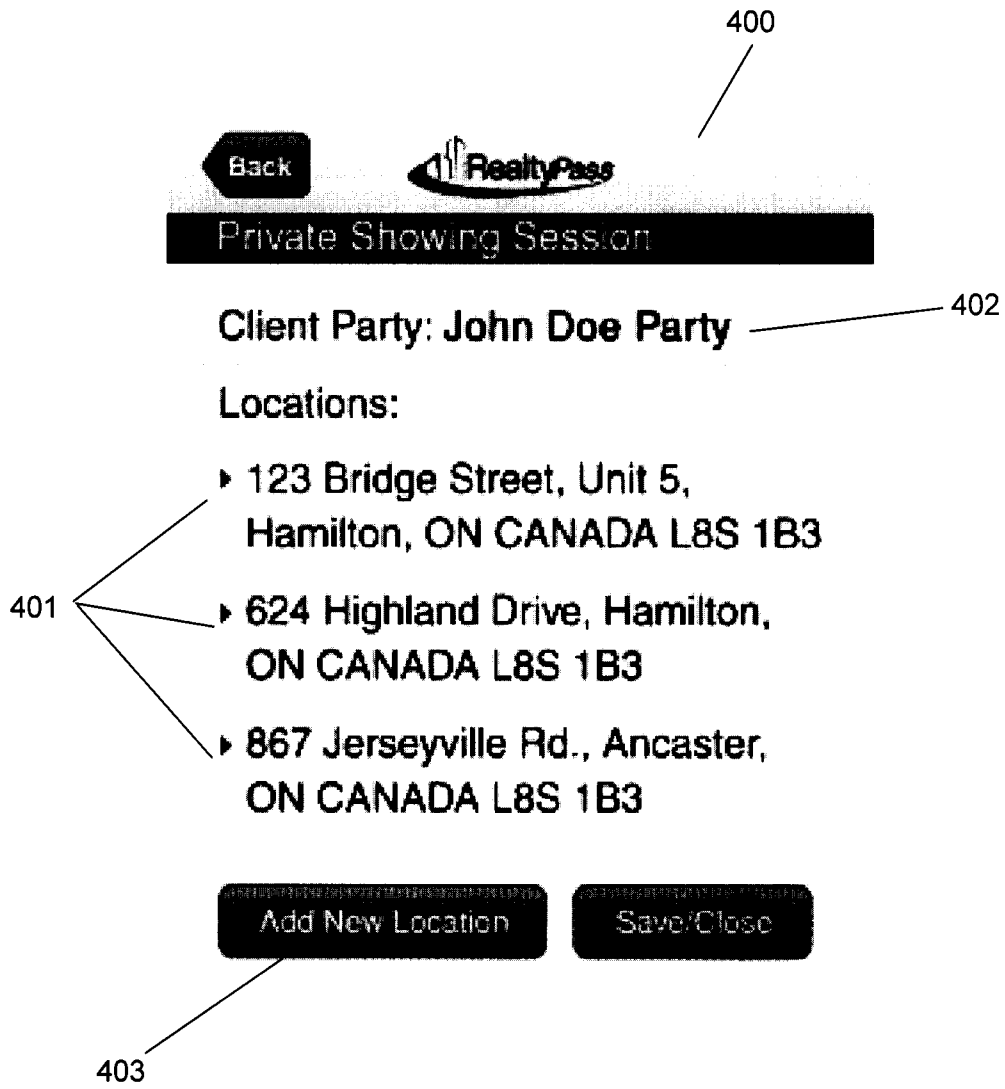 400
Back
RealtyPass
Private Showing Session
Client Party: John Doe Party
402
Locations:
123 Bridge Street, Unit 5,
Hamilton, ON CANADA L8S 1B3
401
624 Highland Drive, Hamilton,
ON CANADA L8S 1B3
867 Jerseyville Rd., Ancaster,
ON CANADA L8S 1B3
Add New Location
Save/Close
403